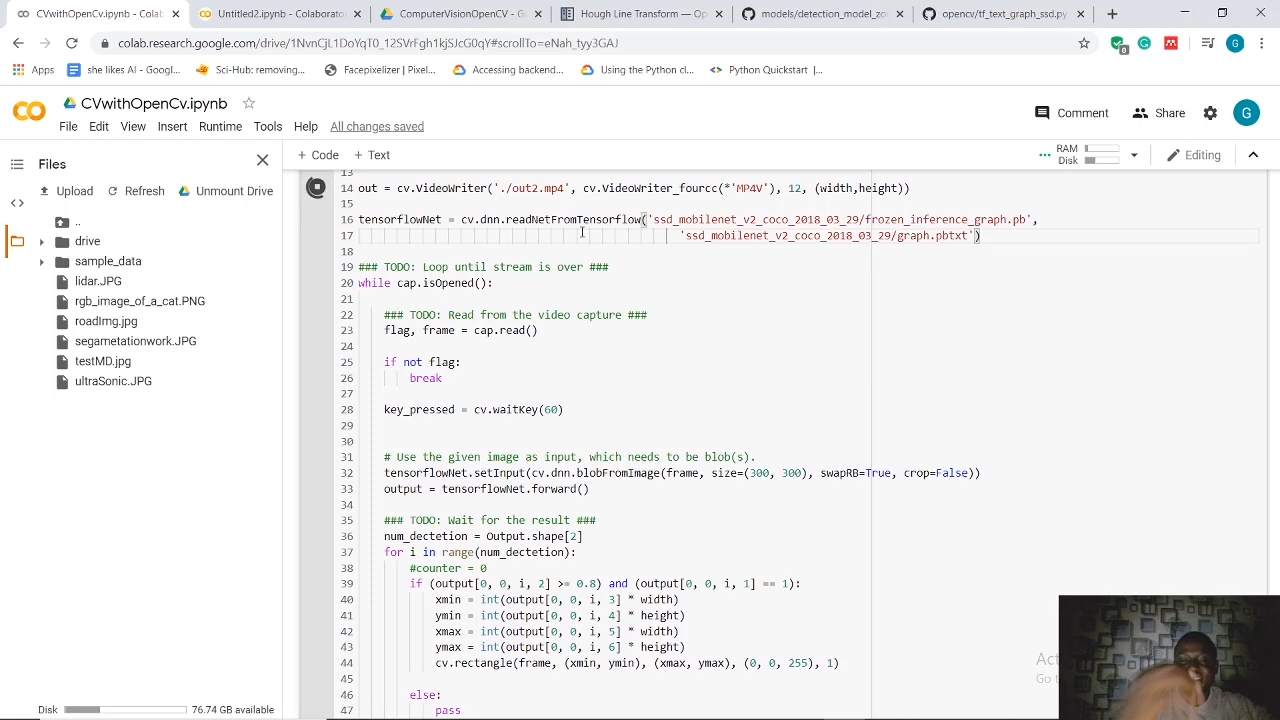 CVwithOpenCv.ipynb - Colab
Untitled2.ipynb - Colaborator
ComputerVisionOpenCV - Go
Hough Line Transform — Op
models/detection_model_zoo
opencv/tf_text_graph_ssd.py
colab.research.google.com/drive/1NvnCjL1DoYqT0_12SVrFgh1kjSJcG0jY#scrollTo=eNah_tyy3GAJ
0
G
Apps
she likes AI - Googl...
Sci-Hub: removing...
Facepixelizer | Pixel...
Accessing backend...
Using the Python cl...
Python Quickstart |...
CVwithOpenCv.ipynb
Comment
Share
G
File Edit View Insert Runtime Tools Help All changes saved
Files
+ Code + Text
RAM
Disk
Editing
Upload Refresh Unmount Drive
..
drive
sample_data
lidar.JPG
rgb_image_of_a_cat.PNG
roadImg.jpg
segametationwork.JPG
testMD.jpg
ultraSonic.JPG
Disk 76.74 GB available
13
14 out = cv.VideoWriter('./out2.mp4', cv.VideoWriter_fourcc(*'MP4V'), 12, (width,height))
15
16 tensorflowNet = cv.dnn.readNetFromTensorflow('ssd_mobilenet_v2_coco_2018_03_29/frozen_inference_graph.pb',
17 'ssd_mobilenet_v2_coco_2018_03_29/graph.pbtxt')
18
19 ### TODO: Loop until stream is over ###
20 while cap.isOpened():
21
22 ### TODO: Read from the video capture ###
23 flag, frame = cap.read()
24
25 if not flag:
26 break
27
28 key_pressed = cv.waitKey(60)
29
30
31 # Use the given image as input, which needs to be blob(s).
32 tensorflowNet.setInput(cv.dnn.blobFromImage(frame, size=(300, 300), swapRB=True, crop=False))
33 output = tensorflowNet.forward()
34
35 ### TODO: Wait for the result ###
36 num_dectetion = Output.shape[2]
37 for i in range(num_dectetion):
38 #counter = 0
39 if (output[0, 0, i, 2] >= 0.8) and (output[0, 0, i, 1] == 1):
40 xmin = int(output[0, 0, i, 3] * width)
41 ymin = int(output[0, 0, i, 4] * height)
42 xmax = int(output[0, 0, i, 5] * width)
43 ymax = int(output[0, 0, i, 6] * height)
44 cv.rectangle(frame, (xmin, ymin), (xmax, ymax), (0, 0, 255), 1)
45
46 else:
47 pass
Act
Go to